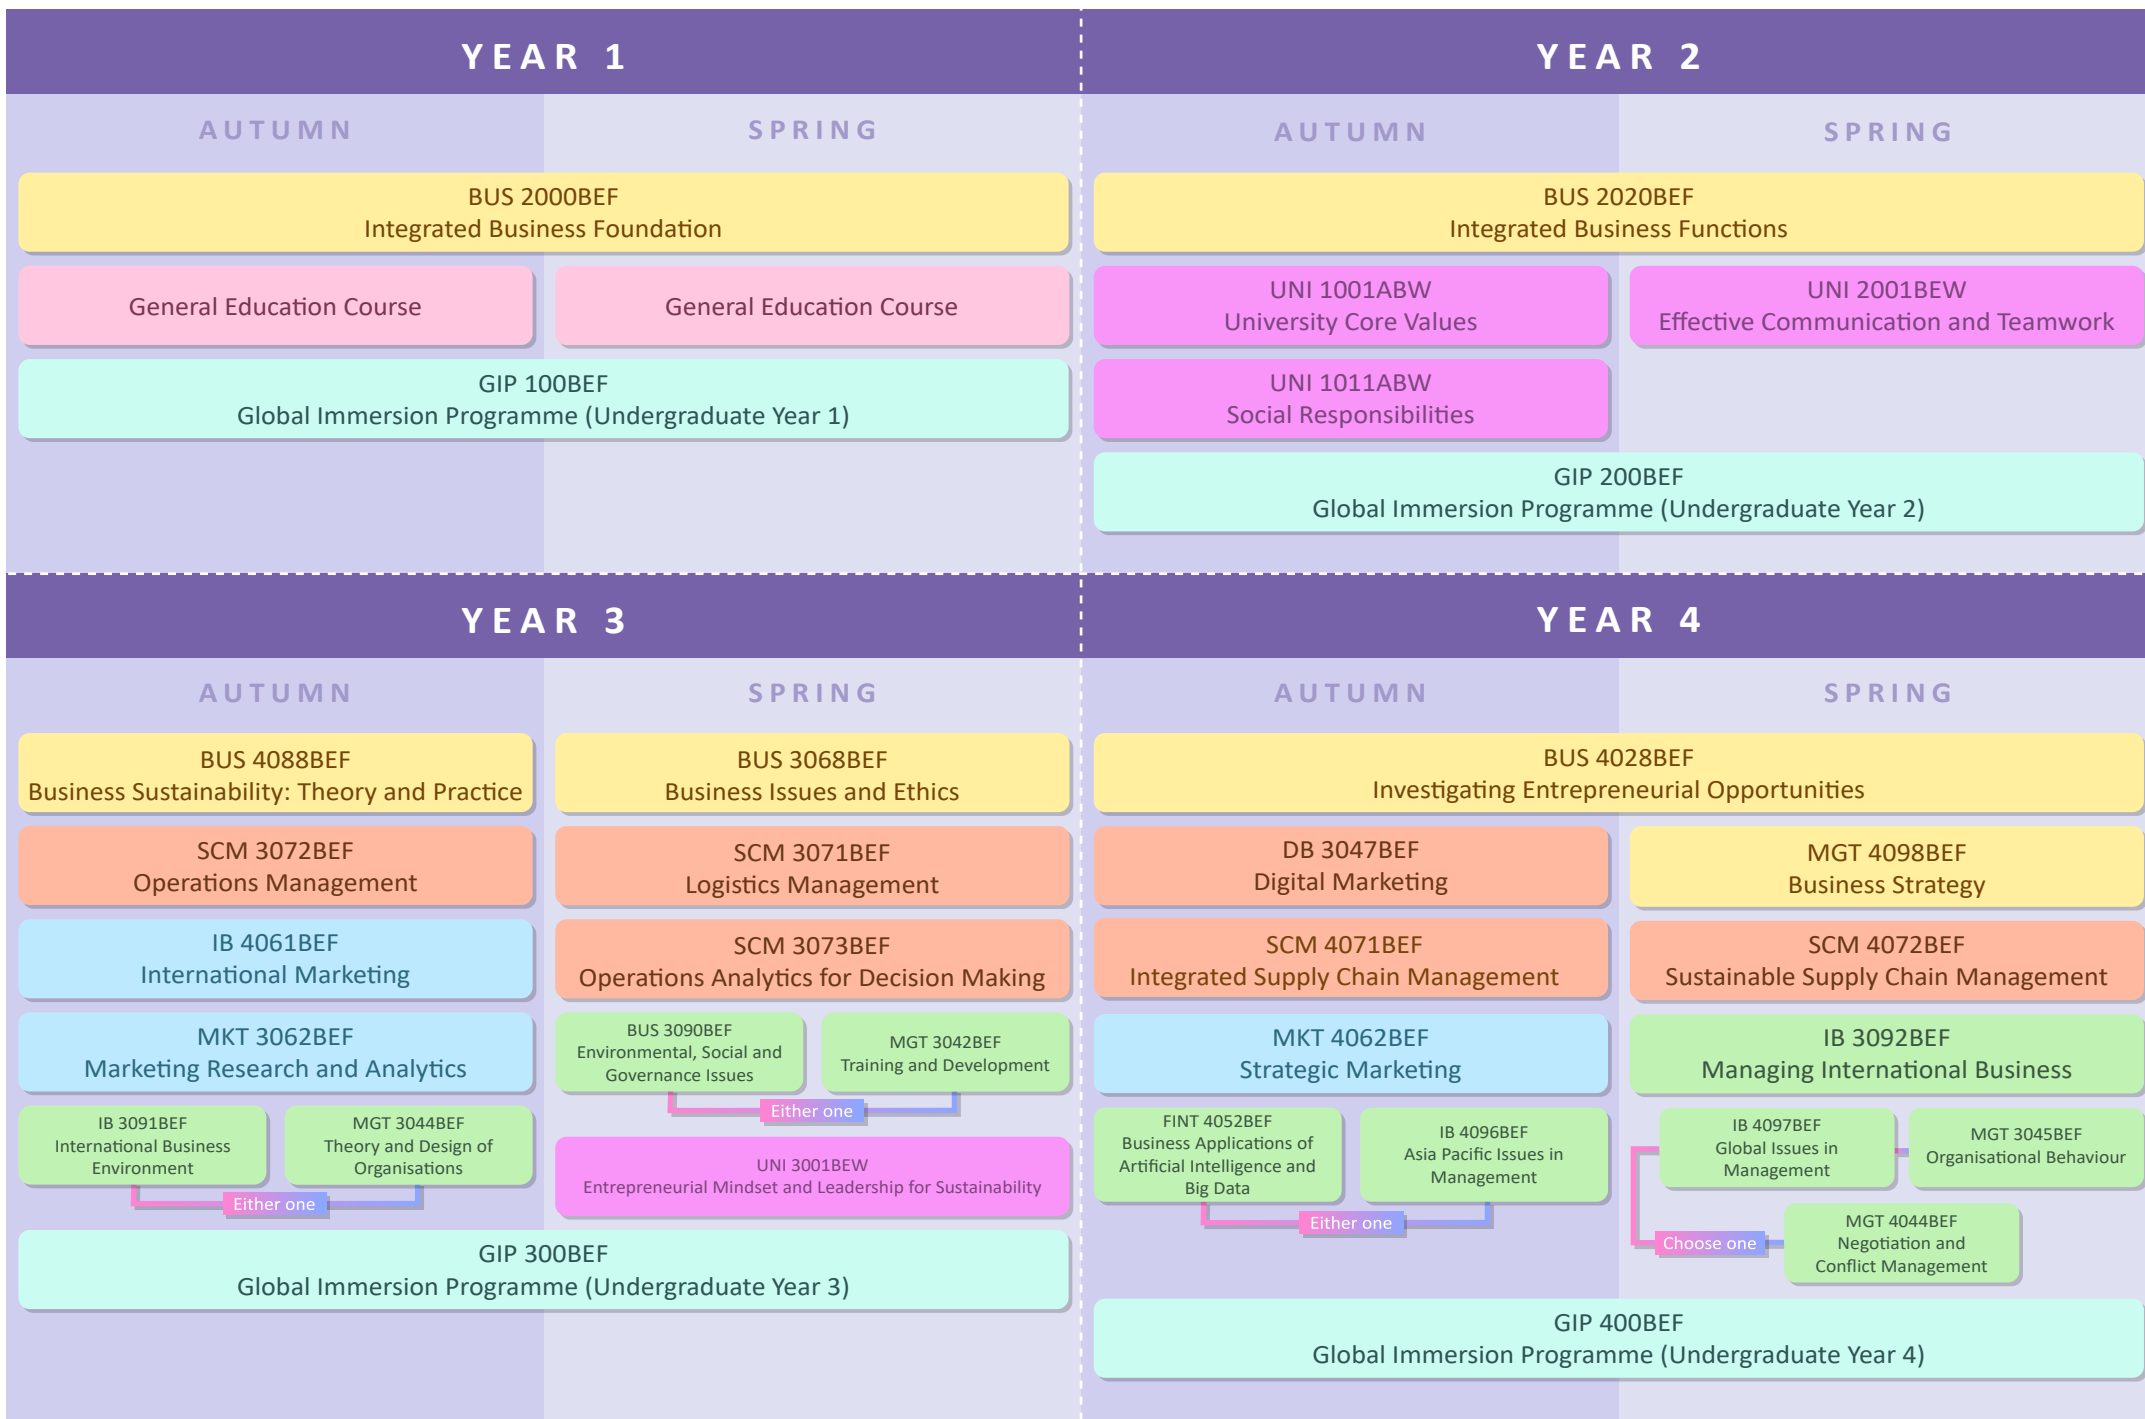 YEAR 1
AUTUMN
SPRING
BUS 2000BEF
Integrated Business Foundation
General Education Course
General Education Course
GIP 100BEF
Global Immersion Programme (Undergraduate Year 1)
YEAR 2
AUTUMN
SPRING
BUS 2020BEF
Integrated Business Functions
UNI 1001ABW
University Core Values
UNI 2001BEW
Effective Communication and Teamwork
UNI 1011ABW
Social Responsibilities
GIP 200BEF
Global Immersion Programme (Undergraduate Year 2)
YEAR 3
AUTUMN
SPRING
BUS 4088BEF
Business Sustainability: Theory and Practice
SCM 3072BEF
Operations Management
IB 4061BEF
International Marketing
MKT 3062BEF
Marketing Research and Analytics
IB 3091BEF
International Business
Environment
MGT 3044BEF
Theory and Design of
Organisations
Either one
BUS 3068BEF
Business Issues and Ethics
SCM 3071BEF
Logistics Management
SCM 3073BEF
Operations Analytics for Decision Making
BUS 3090BEF
Environmental, Social and
Governance Issues
MGT 3042BEF
Training and Development
Either one
UNI 3001BEW
Entrepreneurial Mindset and Leadership for Sustainability
GIP 300BEF
Global Immersion Programme (Undergraduate Year 3)
YEAR 4
AUTUMN
SPRING
BUS 4028BEF
Investigating Entrepreneurial Opportunities
DB 3047BEF
Digital Marketing
SCM 4071BEF
Integrated Supply Chain Management
MKT 4062BEF
Strategic Marketing
FINT 4052BEF
Business Applications of
Artificial Intelligence and
Big Data
IB 4096BEF
Asia Pacific Issues in
Management
Either one
MGT 4098BEF
Business Strategy
SCM 4072BEF
Sustainable Supply Chain Management
IB 3092BEF
Managing International Business
IB 4097BEF
Global Issues in
Management
MGT 3045BEF
Organisational Behaviour
Choose one
MGT 4044BEF
Negotiation and
Conflict Management
GIP 400BEF
Global Immersion Programme (Undergraduate Year 4)